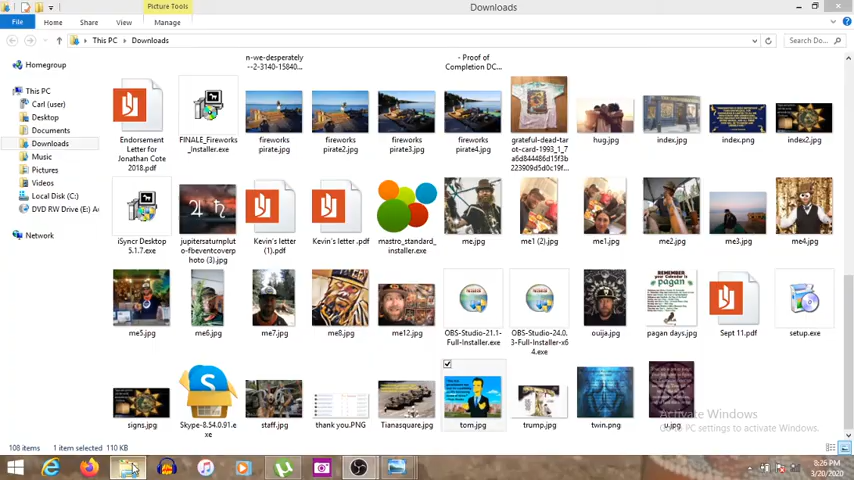 Picture Tools
Downloads
File
Home
Share
View
Manage
This PC
Downloads
Search Do...
Homegroup
This PC
Carl (user)
Desktop
Documents
Downloads
Music
Pictures
Videos
Local Disk (C:)
DVD RW Drive (E:) A
Network
n-we-desperately
--2-3140-15840...
- Proof of
Completion DC...
Endorsement
Letter for
Jonathan Cote
2018.pdf
FINALE_Fireworks
_Installer.exe
fireworks
pirate.jpg
fireworks
pirate2.jpg
fireworks
pirate3.jpg
fireworks
pirate4.jpg
grateful-dead-tar
ot-card-1993_1_7
a6d844486d15f3b
223909d5d0c19f...
hug.jpg
index.jpg
index.png
index2.jpg
iSyncr Desktop
5.1.7.exe
jupitersaturnplut
o-fbeventcoverp
hoto (3).jpg
Kevin's letter
(1).pdf
Kevin's letter .pdf
mastro_standard_
installer.exe
me.jpg
me1 (2).jpg
me1.jpg
me2.jpg
me3.jpg
me4.jpg
me5.jpg
me6.jpg
me7.jpg
me8.jpg
me12.jpg
OBS-Studio-21.1-
Full-Installer.exe
OBS-Studio-24.0.
3-Full-Installer-x6
4.exe
ouija.jpg
REMEMBER
your Calendar is
pagan
pagan days.jpg
Sept 11.pdf
setup.exe
signs.jpg
Skype-8.54.0.91.e
xe
staff.jpg
thank you.PNG
Tianasquare.jpg
tom.jpg
trump.jpg
twin.png
u.jpg
Activate Windows
PC settings to activate Windows.
108 items
1 item selected 110 KB
8:26 PM
3/20/2020